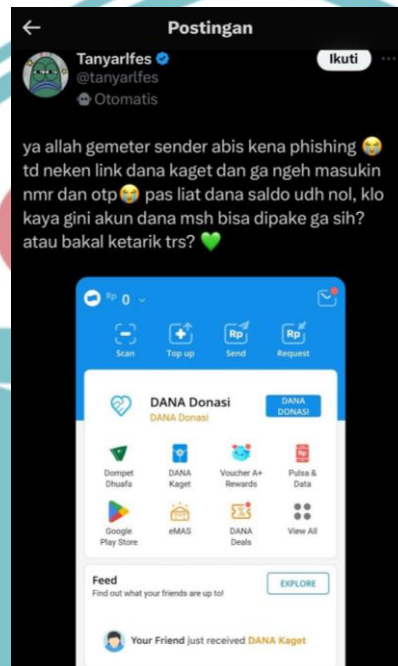 Postingan
Tanyarlfes
Ikuti
@tanyarlfes
Otomatis
ya allah gemeter sender abis kena phishing 😭
td neken link dana kaget dan ga ngeh masukin
nmr dan otp😭 pas liat dana saldo udh nol, klo
kaya gini akun dana msh bisa dipake ga sih?
atau bakal ketarik trs? 💚
Rp 0
Scan
Top up
Send
Request
DANA Donasi
DANA Donasi
DANA
DONASI
Dompet
Dhuafa
DANA
Kaget
Voucher A+
Rewards
Pulsa &
Data
Google
Play Store
eMAS
DANA
Deals
View All
Feed
Find out what your friends are up to!
EXPLORE
Your Friend just received DANA Kaget